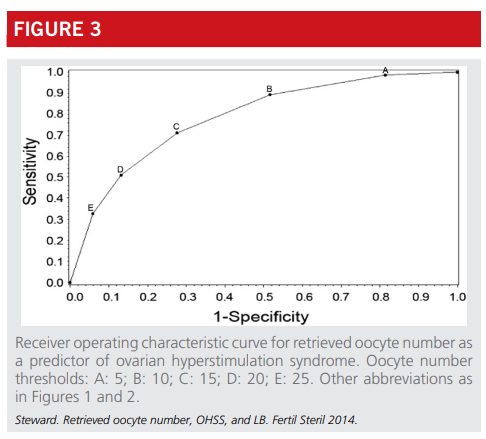 FIGURE 3
1.0
0.9
0.8
0.7
0.6
0.5
0.4
0.3
0.2
0.1
0.0
Sensitivity
A
B
C
D
E
0.0 0.1 0.2 0.3 0.4 0.5 0.6 0.7 0.8 0.9 1.0
1-Specificity
Receiver operating characteristic curve for retrieved oocyte number as
a predictor of ovarian hyperstimulation syndrome. Oocyte number
thresholds: A: 5; B: 10; C: 15; D: 20; E: 25. Other abbreviations as
in Figures 1 and 2.
Steward. Retrieved oocyte number, OHSS, and LB. Fertil Steril 2014.